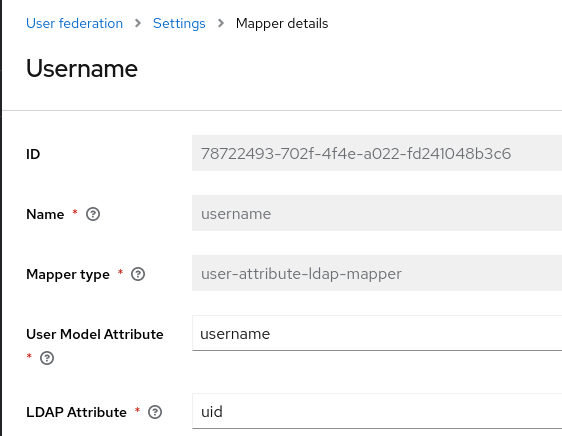 User federation > Settings > Mapper details
Username
ID 78722493-702f-4f4e-a022-fd241048b3c6
Name * ? username
Mapper type * ? user-attribute-ldap-mapper
User Model Attribute username
* ?
LDAP Attribute * ? uid